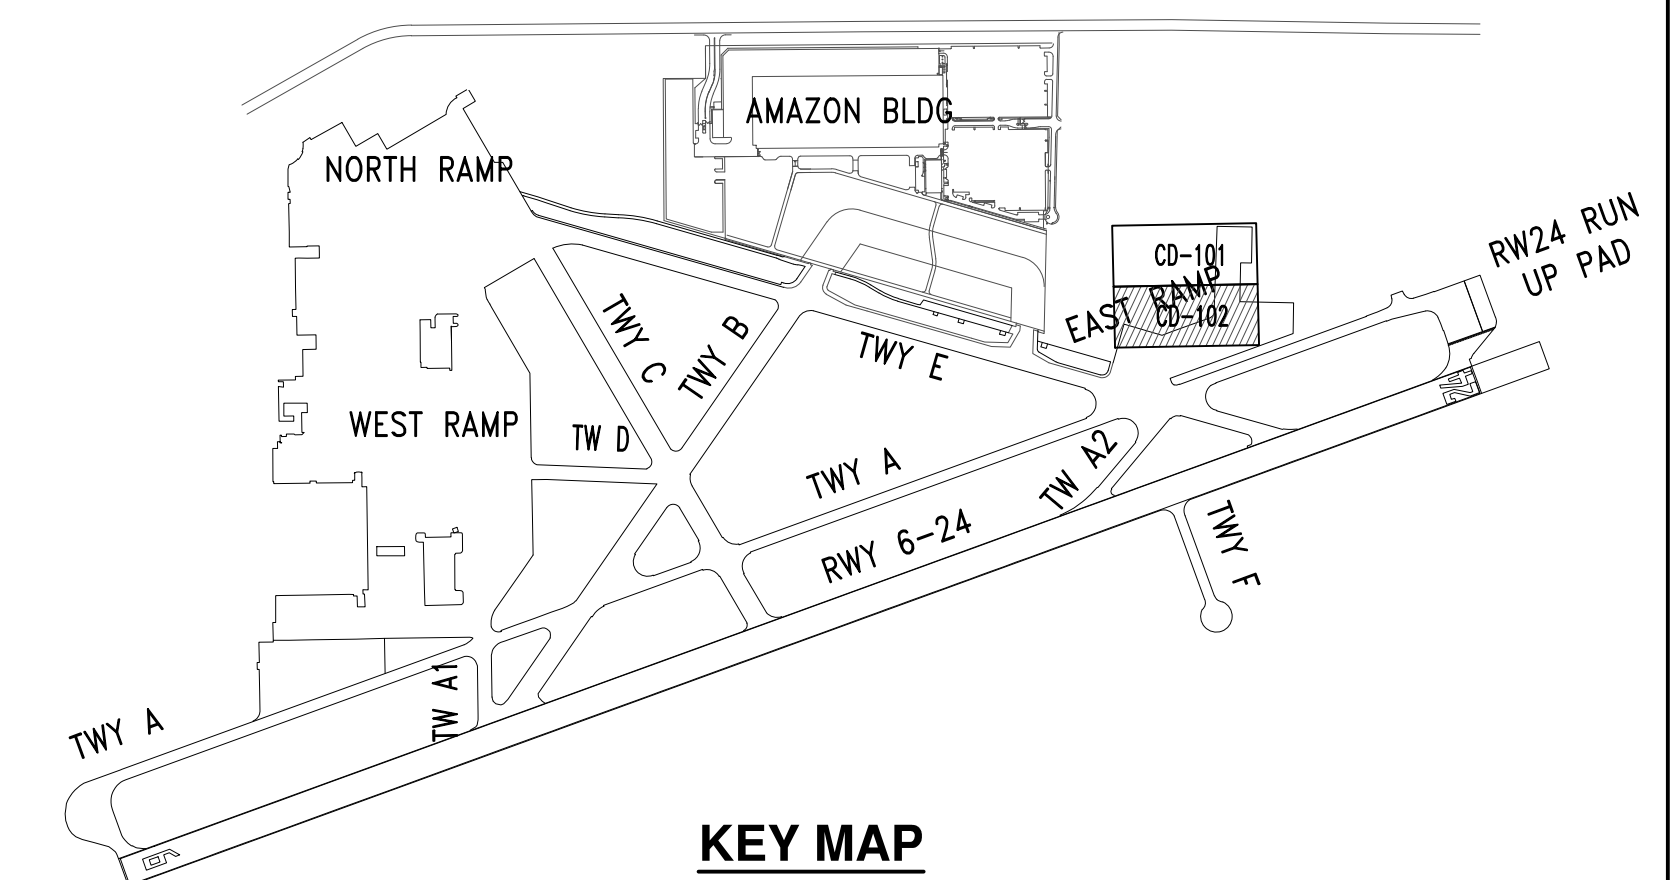 AMAZON BLDG
NORTH RAMP
RW24 RUN
UP PAD
CD-101
EAST RAMP
CD-102
TWY C
TWY B
TWY E
WEST RAMP
TW D
24
TWY A
TW A2
RWY 6-24
TWY F
TW A1
TWY A
6
KEY MAP